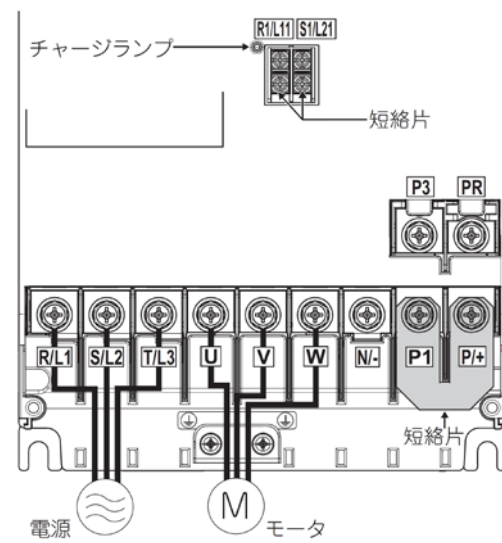 R1/L11 S1/L21
チャージランプ
短絡片
P3 PR
R/L1 S/L2 T/L3 U V W N/- P1 P/+
短絡片
電源 M モータ